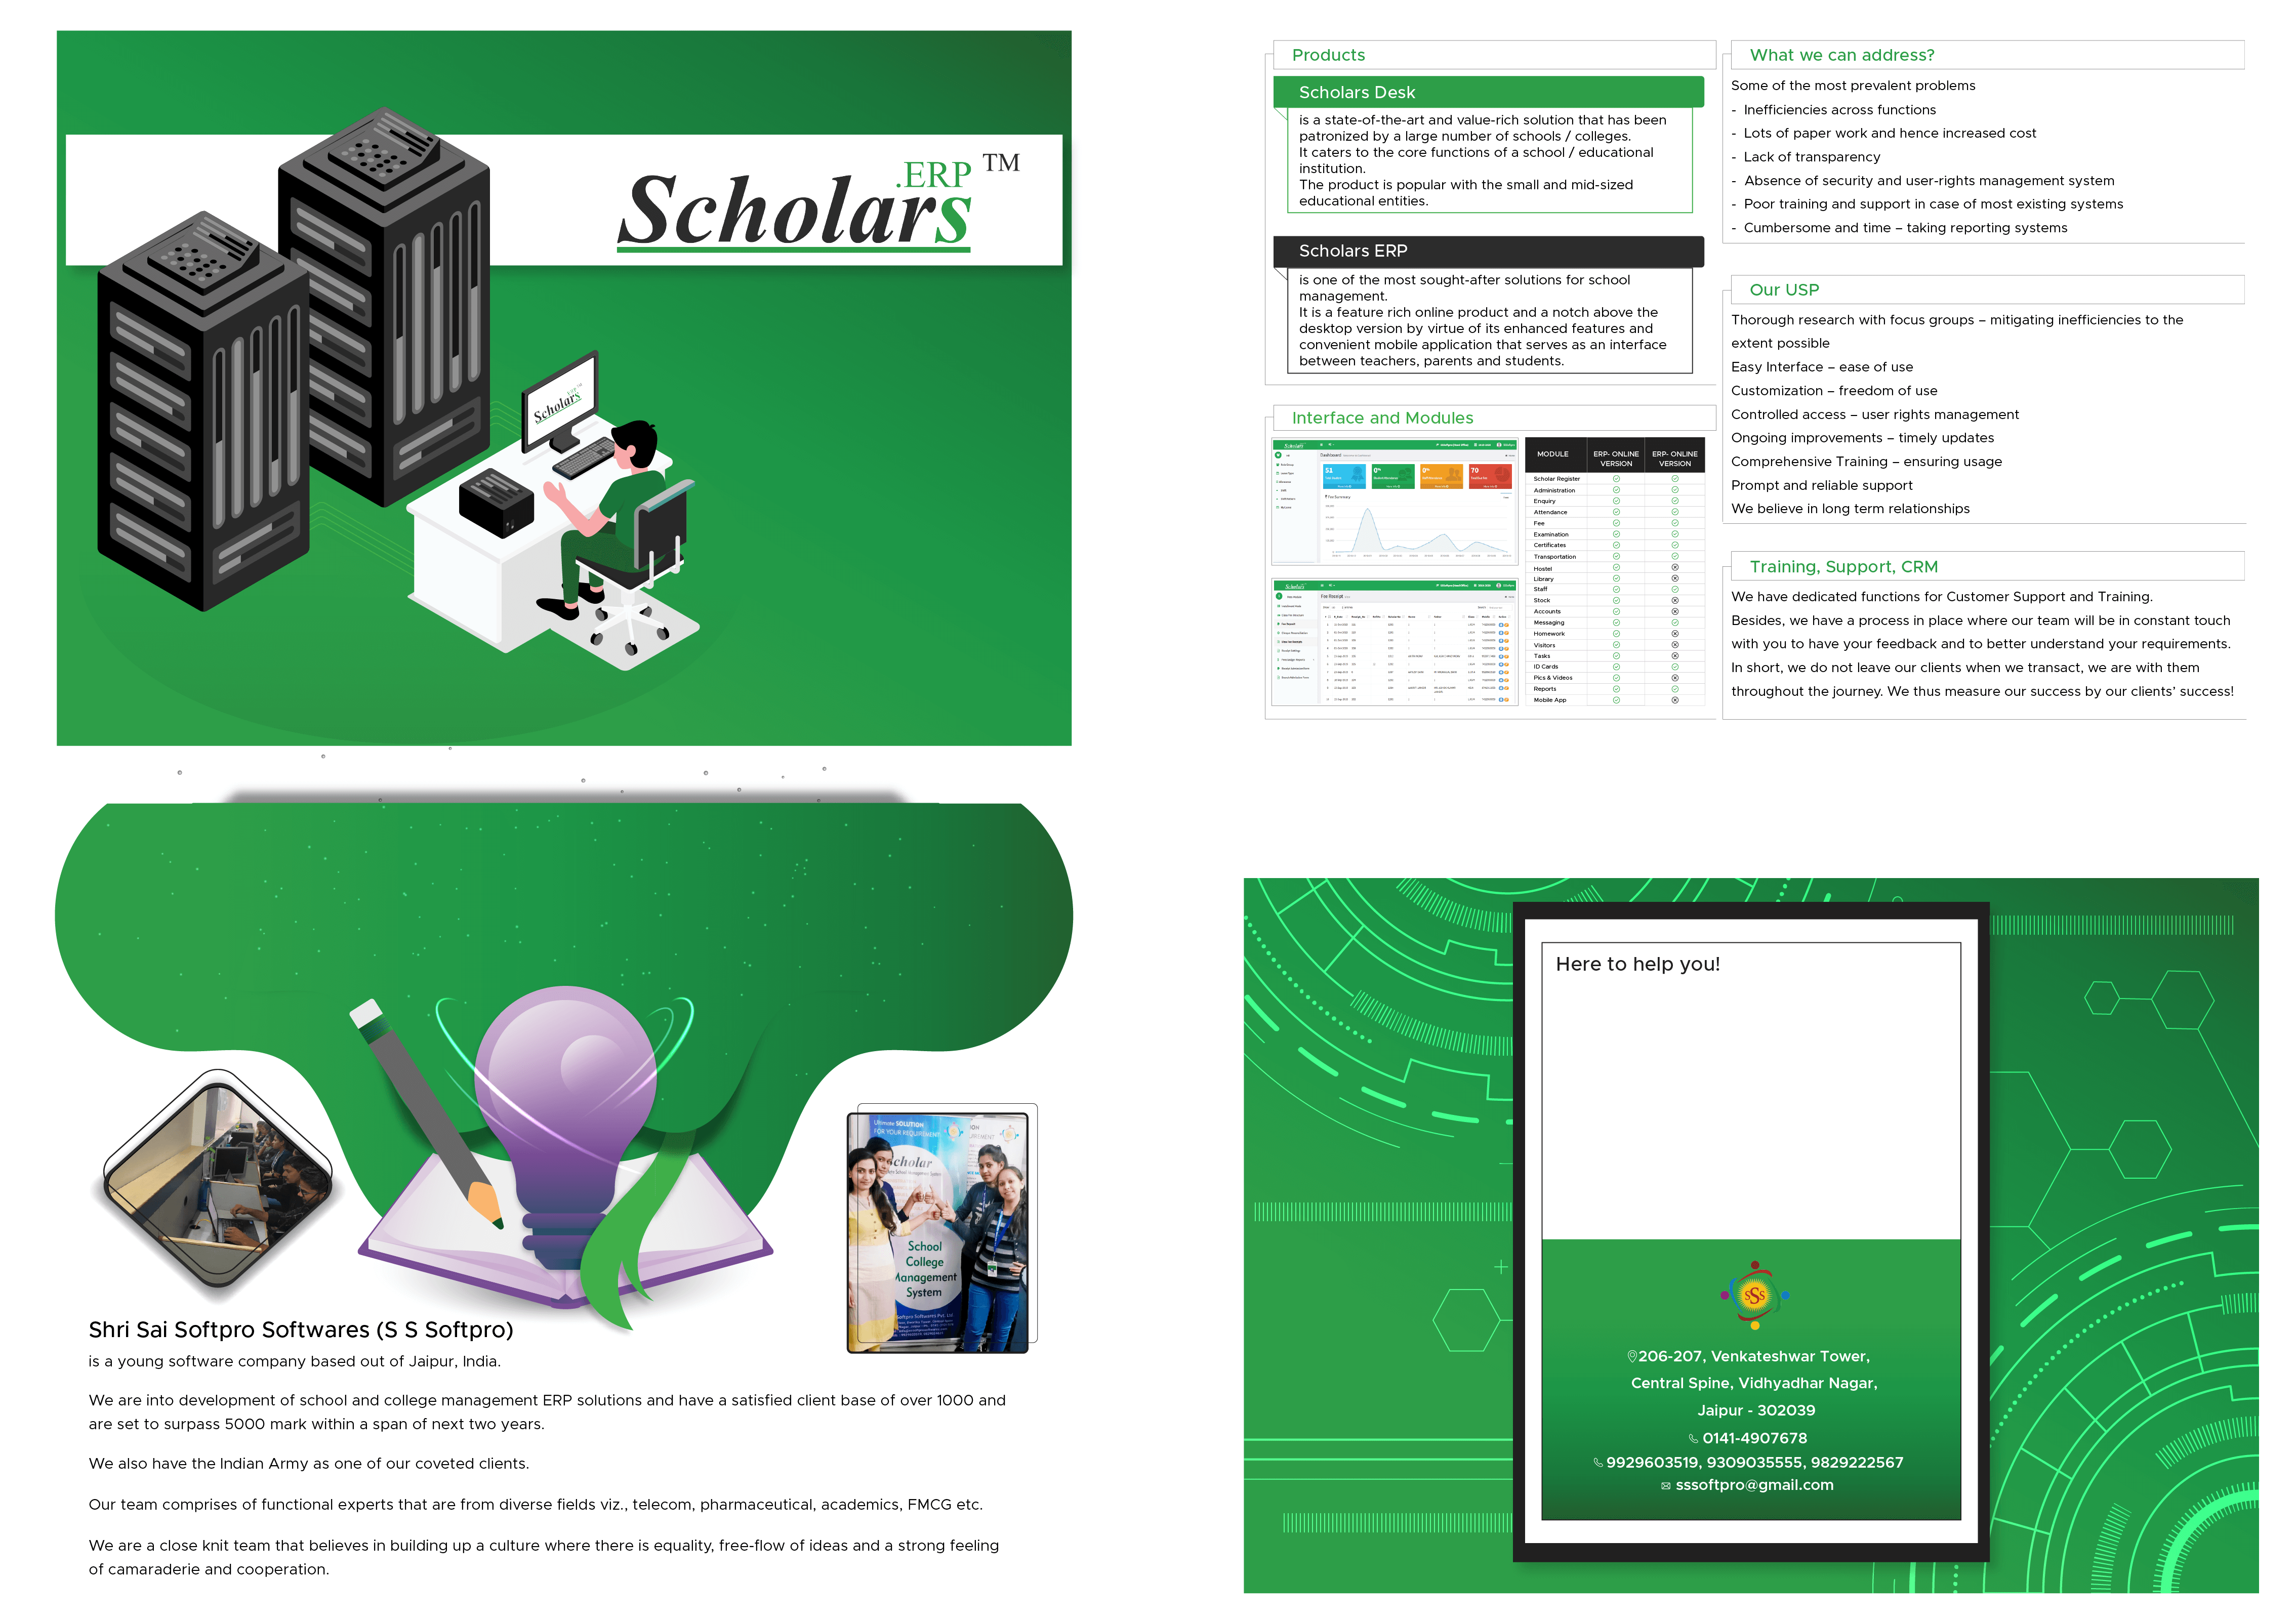 .ERP TM
Scholars
Scholars
Products
Scholars Desk
is a state-of-the-art and value-rich solution that has been
patronized by a large number of schools / colleges.
It caters to the core functions of a school / educational
institution.
The product is popular with the small and mid-sized
educational entities.
Scholars ERP
is one of the most sought-after solutions for school
management.
It is a feature rich online product and a notch above the
desktop version by virtue of its enhanced features and
convenient mobile application that serves as an interface
between teachers, parents and students.
Interface and Modules
Scholars
Dashboard
51
0%
0%
70
Fee Summary
Scholars
Fee Receipt
MODULE ERP- ONLINE VERSION ERP- ONLINE VERSION
Scholar Register
Administration
Enquiry
Attendance
Fee
Examination
Certificates
Transportation
Hostel
Library
Staff
Stock
Accounts
Messaging
Homework
Visitors
Tasks
ID Cards
Pics & Videos
Reports
Mobile App
What we can address?
Some of the most prevalent problems
- Inefficiencies across functions
- Lots of paper work and hence increased cost
- Lack of transparency
- Absence of security and user-rights management system
- Poor training and support in case of most existing systems
- Cumbersome and time – taking reporting systems
Our USP
Thorough research with focus groups – mitigating inefficiencies to the
extent possible
Easy Interface – ease of use
Customization – freedom of use
Controlled access – user rights management
Ongoing improvements – timely updates
Comprehensive Training – ensuring usage
Prompt and reliable support
We believe in long term relationships
Training, Support, CRM
We have dedicated functions for Customer Support and Training.
Besides, we have a process in place where our team will be in constant touch
with you to have your feedback and to better understand your requirements.
In short, we do not leave our clients when we transact, we are with them
throughout the journey. We thus measure our success by our clients' success!
Ultimate SOLUTION
FOR YOUR REQUIREMENT
Scholar
School
College
Management
System
Shri Sai Softpro Softwares (S S Softpro)
is a young software company based out of Jaipur, India.
We are into development of school and college management ERP solutions and have a satisfied client base of over 1000 and
are set to surpass 5000 mark within a span of next two years.
We also have the Indian Army as one of our coveted clients.
Our team comprises of functional experts that are from diverse fields viz., telecom, pharmaceutical, academics, FMCG etc.
We are a close knit team that believes in building up a culture where there is equality, free-flow of ideas and a strong feeling
of camaraderie and cooperation.
Here to help you!
SSS
206-207, Venkateshwar Tower,
Central Spine, Vidhyadhar Nagar,
Jaipur - 302039
0141-4907678
9929603519, 9309035555, 9829222567
sssoftpro@gmail.com